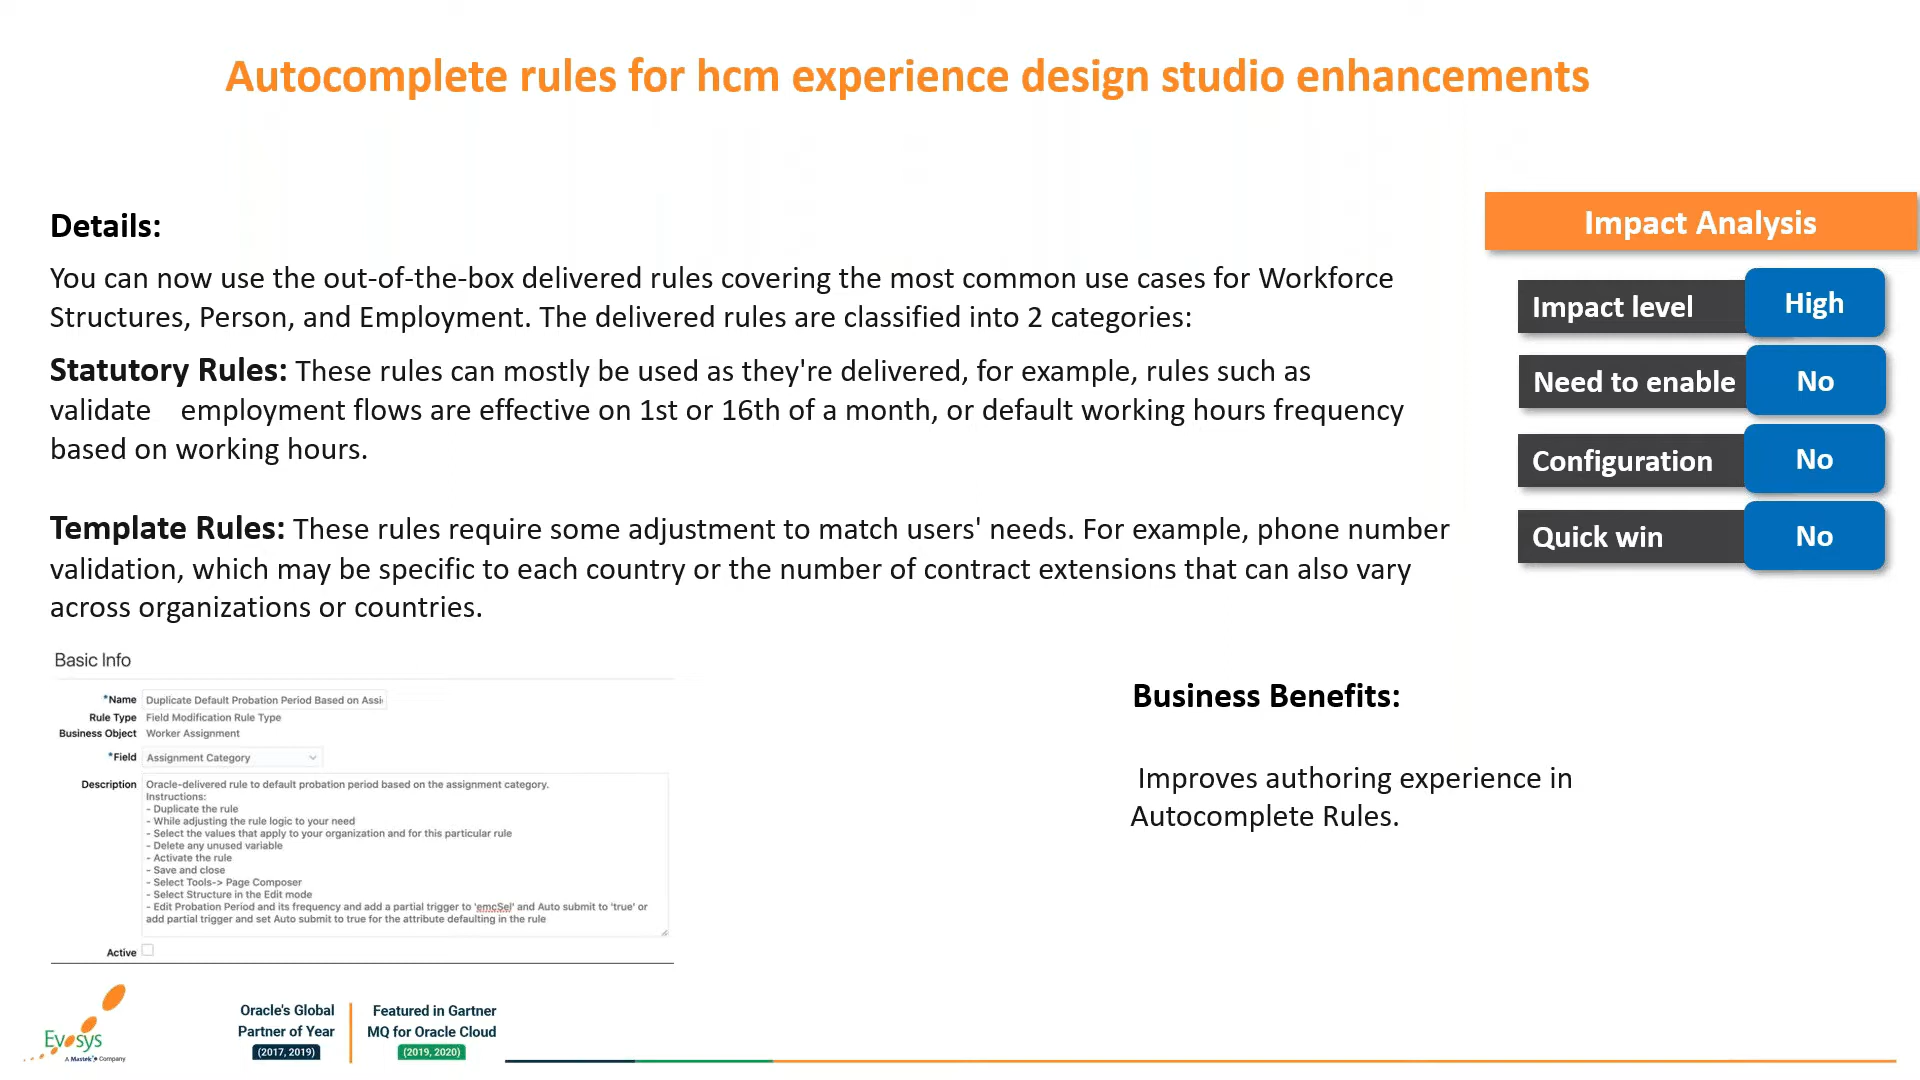 Autocomplete rules for hcm experience design studio enhancements
Details:
You can now use the out-of-the-box delivered rules covering the most common use cases for Workforce
Structures, Person, and Employment. The delivered rules are classified into 2 categories:
Statutory Rules: These rules can mostly be used as they're delivered, for example, rules such as
validate employment flows are effective on 1st or 16th of a month, or default working hours frequency
based on working hours.
Template Rules: These rules require some adjustment to match users' needs. For example, phone number
validation, which may be specific to each country or the number of contract extensions that can also vary
across organizations or countries.
Impact Analysis
Impact level High
Need to enable No
Configuration No
Quick win No
Basic Info
*Name Duplicate Default Probation Period Based on Assi
Rule Type Field Modification Rule Type
Business Object Worker Assignment
*Field Assignment Category
Description Oracle-delivered rule to default probation period based on the assignment category.
Instructions:
- Duplicate the rule
- While adjusting the rule logic to your need
- Select the values that apply to your organization and for this particular rule
- Delete any unused variable
- Activate the rule
- Save and close
- Select Tools-> Page Composer
- Select Structure in the Edit mode
- Edit Probation Period and its frequency and add a partial trigger to 'emcSel' and Auto submit to 'true' or
add partial trigger and set Auto submit to true for the attribute defaulting in the rule
Active
Business Benefits:
Improves authoring experience in
Autocomplete Rules.
Evosys
A Mastek Company
Oracle's Global
Partner of Year
(2017, 2019)
Featured in Gartner
MQ for Oracle Cloud
(2019, 2020)